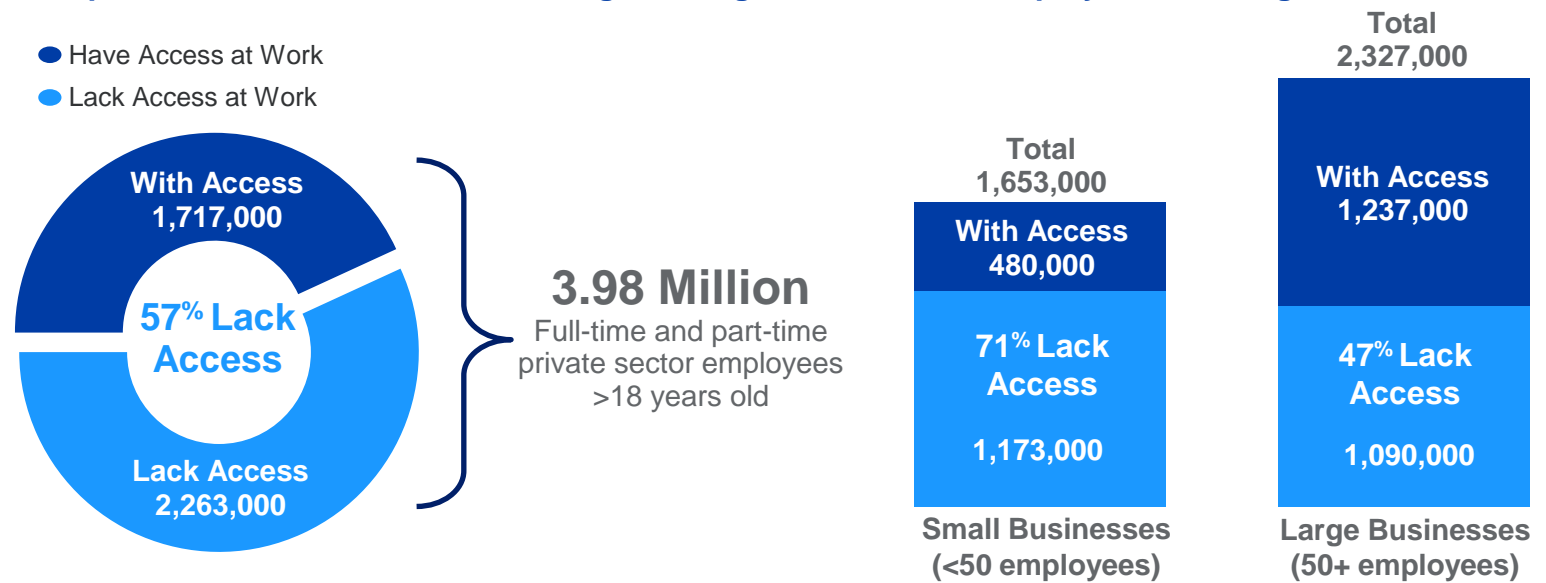 Have Access at Work
Lack Access at Work
With Access
1,717,000
57% Lack
Access
Lack Access
2,263,000
3.98 Million
Full-time and part-time
private sector employees
>18 years old
Total
1,653,000
With Access
480,000
71% Lack
Access
1,173,000
Small Businesses
(<50 employees)
Total
2,327,000
With Access
1,237,000
47% Lack
Access
1,090,000
Large Businesses
(50+ employees)